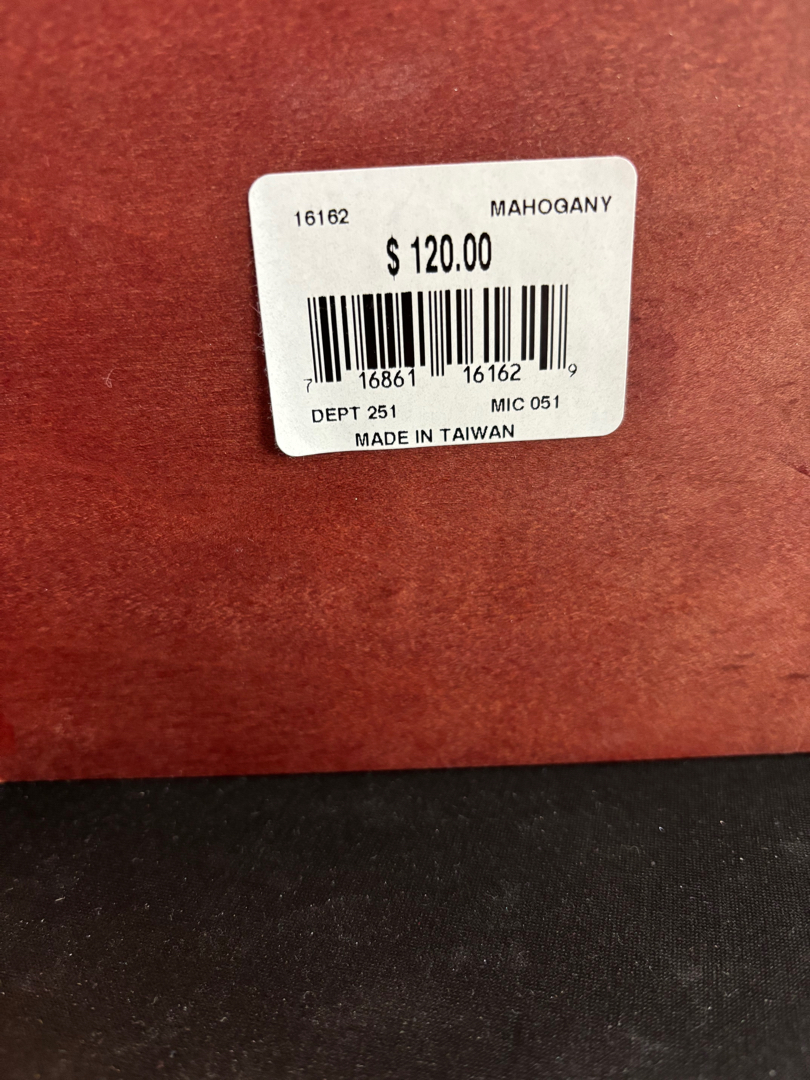 16162 MAHOGANY
$ 120.00
7 16861 16162 9
DEPT 251 MIC 051
MADE IN TAIWAN